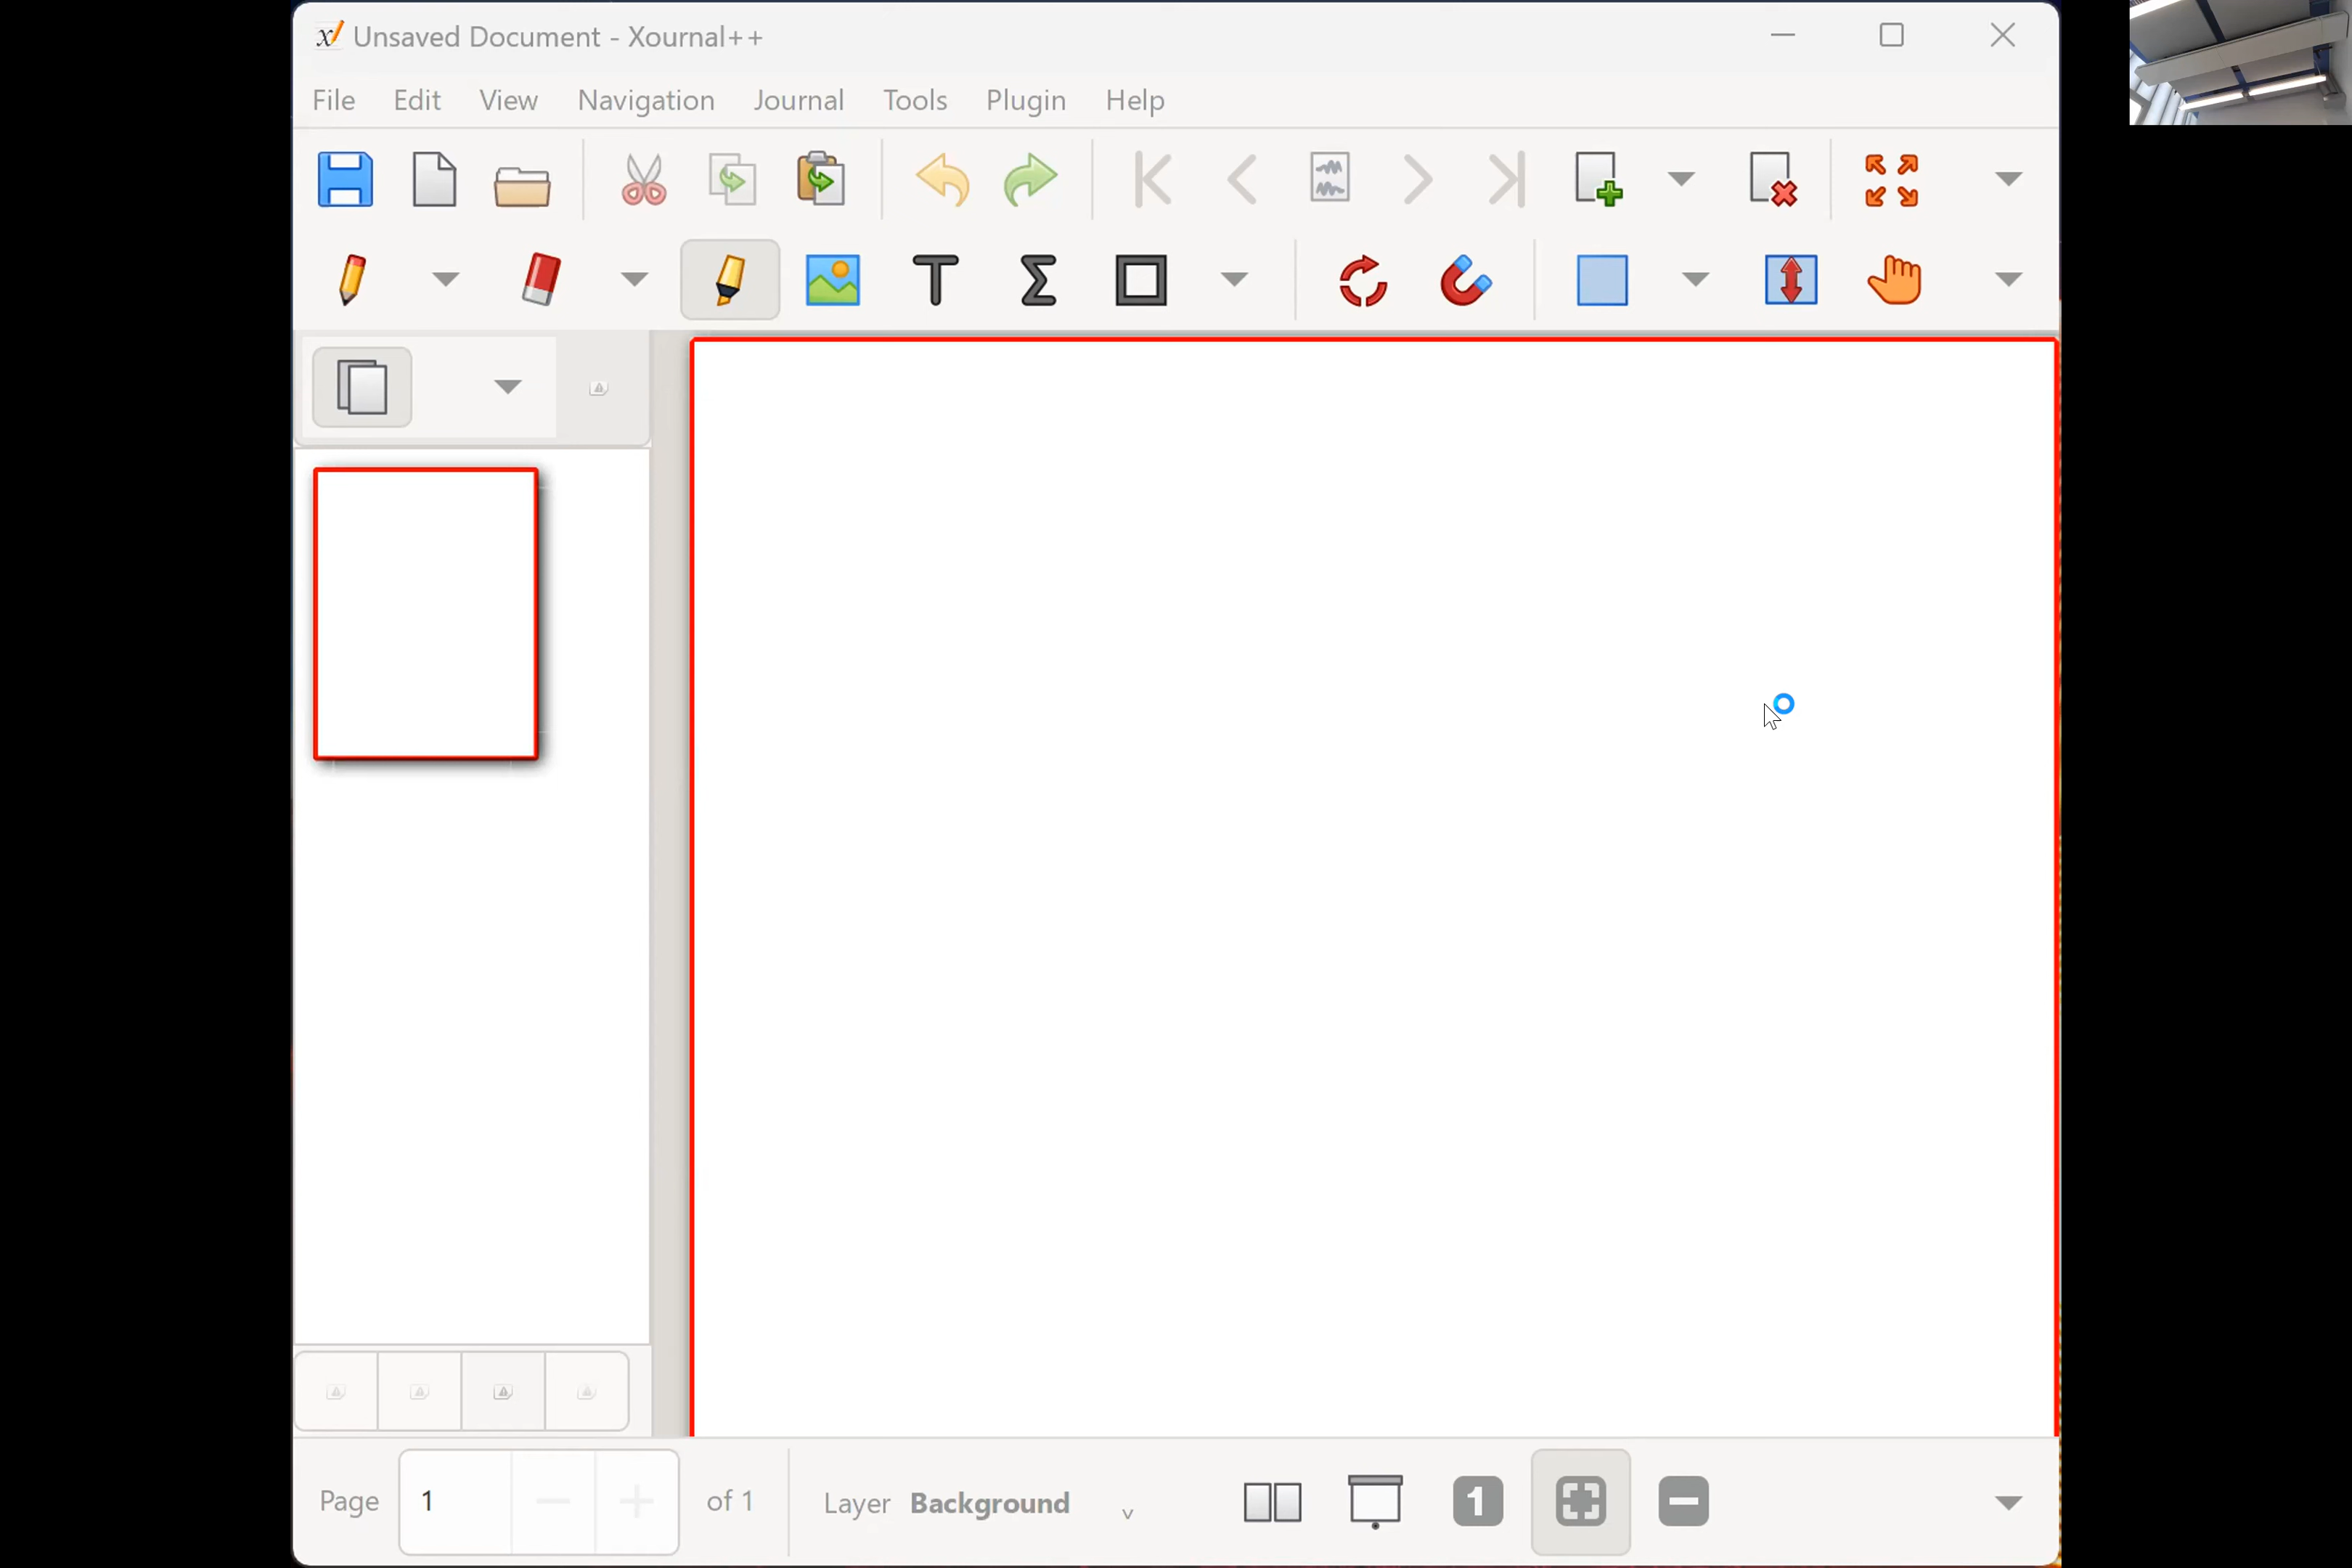 Unsaved Document - Xournal++
File Edit View Navigation Journal Tools Plugin Help
Page 1 of 1 Layer Background